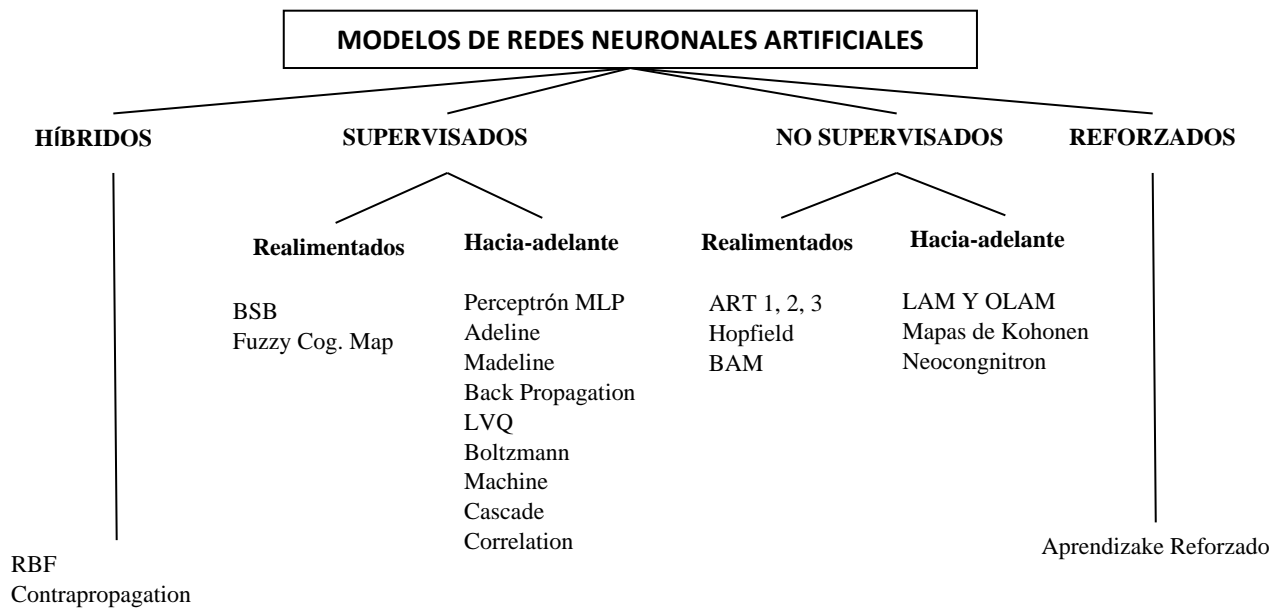 MODELOS DE REDES NEURONALES ARTIFICIALES
HÍBRIDOS
SUPERVISADOS
NO SUPERVISADOS
REFORZADOS
Realimentados
Hacia-adelante
Realimentados
Hacia-adelante
BSB
Fuzzy Cog. Map
Perceptrón MLP
Adeline
Madeline
Back Propagation
LVQ
Boltzmann
Machine
Cascade
Correlation
ART 1, 2, 3
Hopfield
BAM
LAM Y OLAM
Mapas de Kohonen
Neocongnitron
RBF
Contrapropagation
Aprendizake Reforzado